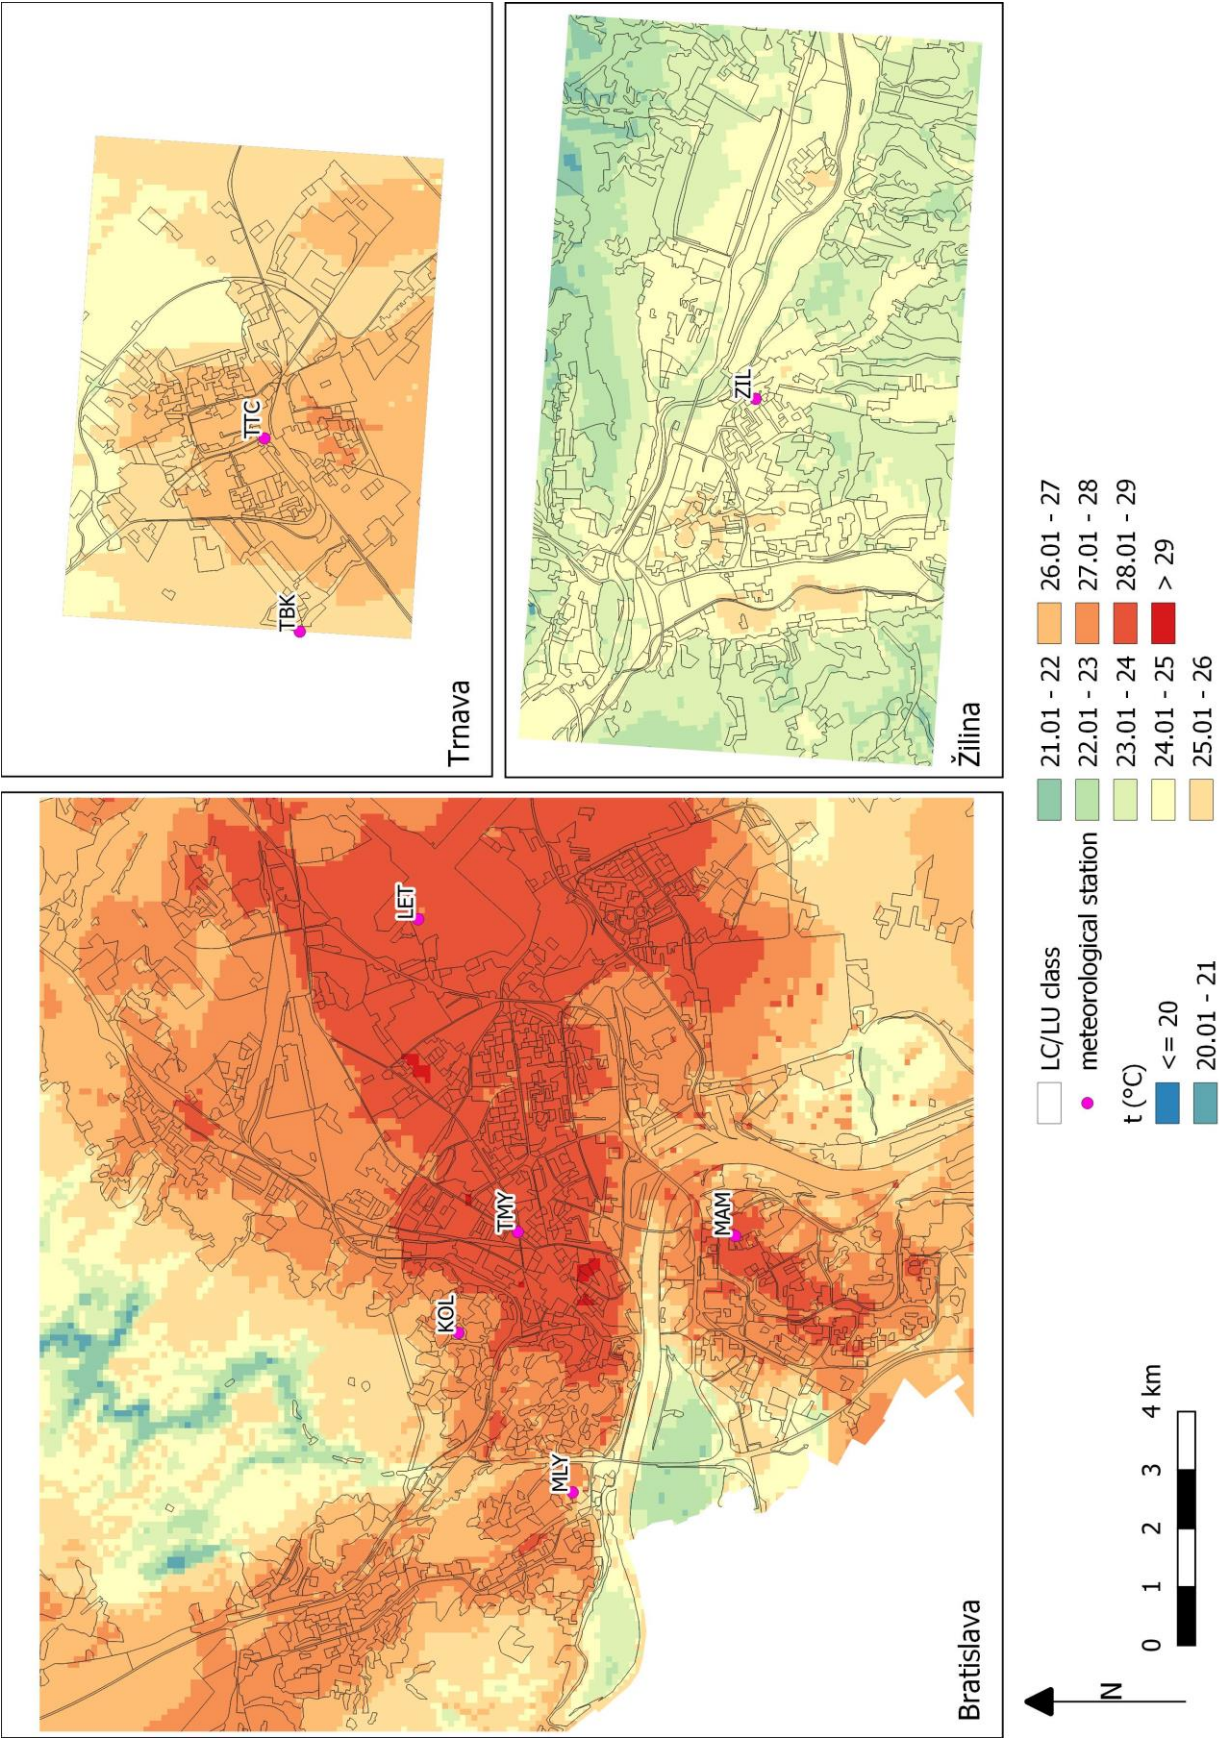 KOL
LET
TMY
MLY
MAM
Bratislava
TTC
TBK
Trnava
ZIL
Žilina
N
0 1 2 3 4 km
LC/LU class
meteorological station
t (°C)
<= 20
20.01 - 21
21.01 - 22
22.01 - 23
23.01 - 24
24.01 - 25
25.01 - 26
26.01 - 27
27.01 - 28
28.01 - 29
> 29